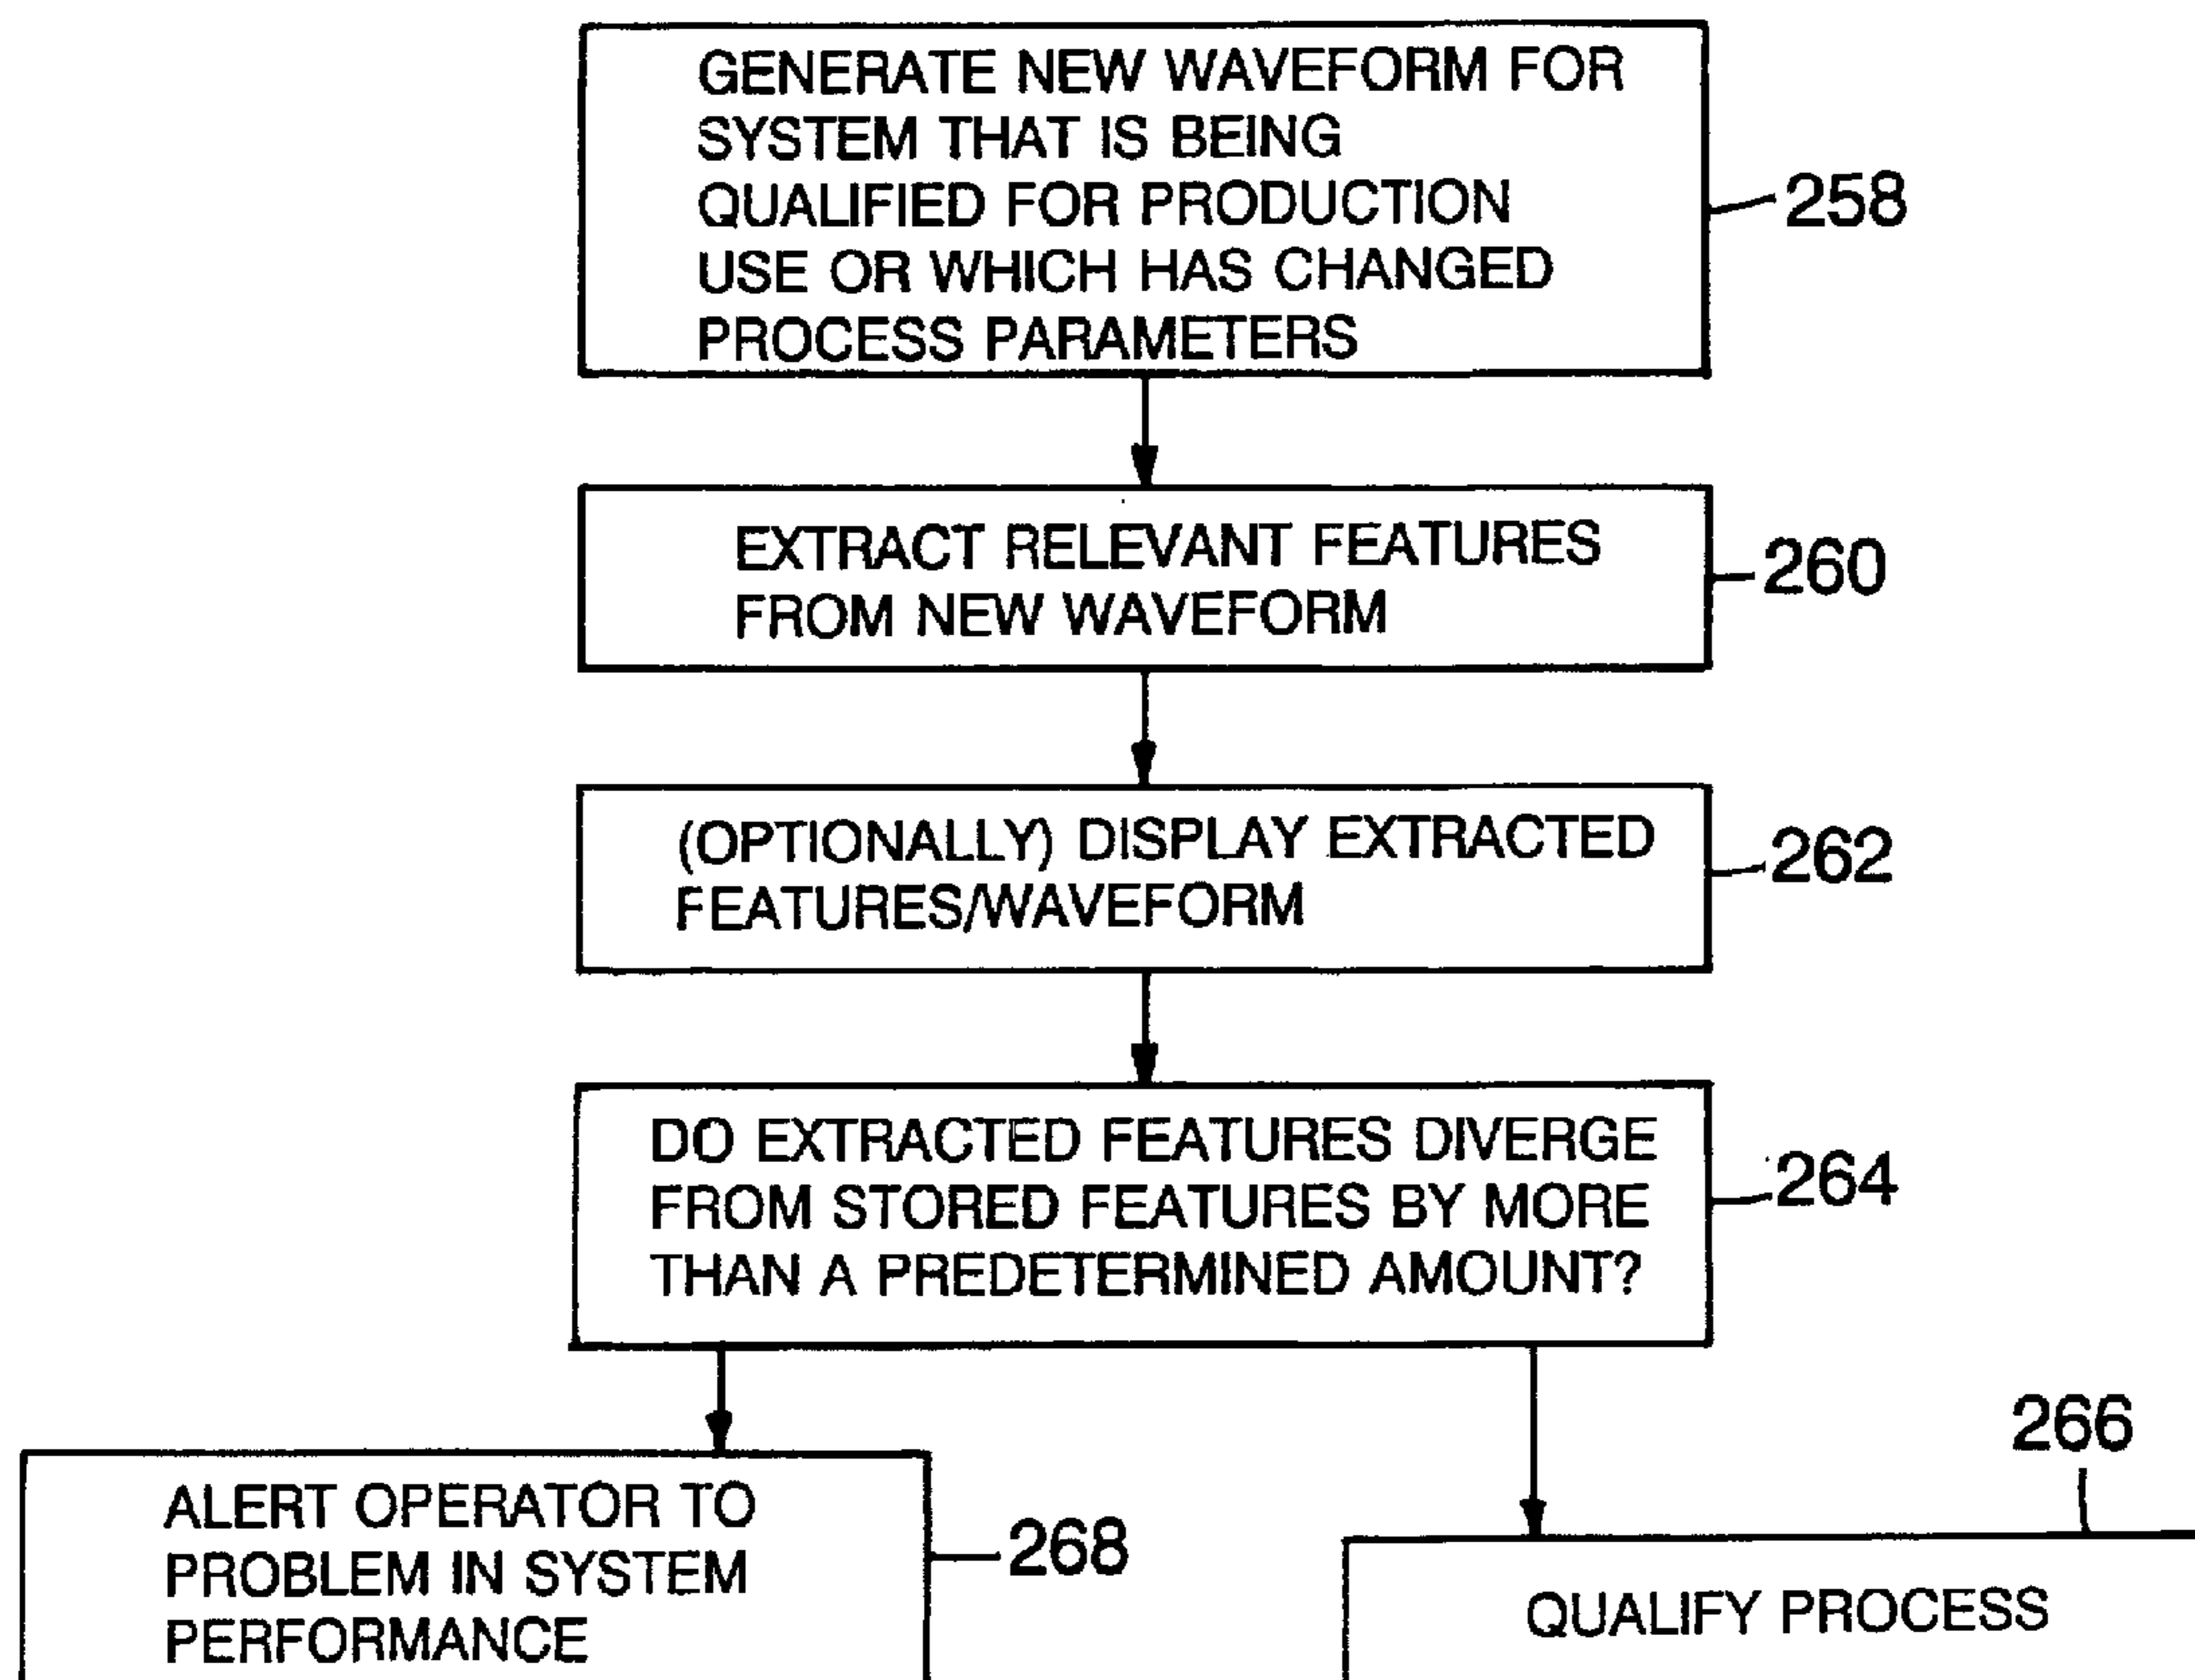 GENERATE NEW WAVEFORM FOR
SYSTEM THAT IS BEING
QUALIFIED FOR PRODUCTION
USE OR WHICH HAS CHANGED
PROCESS PARAMETERS
258
EXTRACT RELEVANT FEATURES
FROM NEW WAVEFORM
260
(OPTIONALLY) DISPLAY EXTRACTED
FEATURES/WAVEFORM
262
DO EXTRACTED FEATURES DIVERGE
FROM STORED FEATURES BY MORE
THAN A PREDETERMINED AMOUNT?
264
ALERT OPERATOR TO
PROBLEM IN SYSTEM
PERFORMANCE
268
266
QUALIFY PROCESS